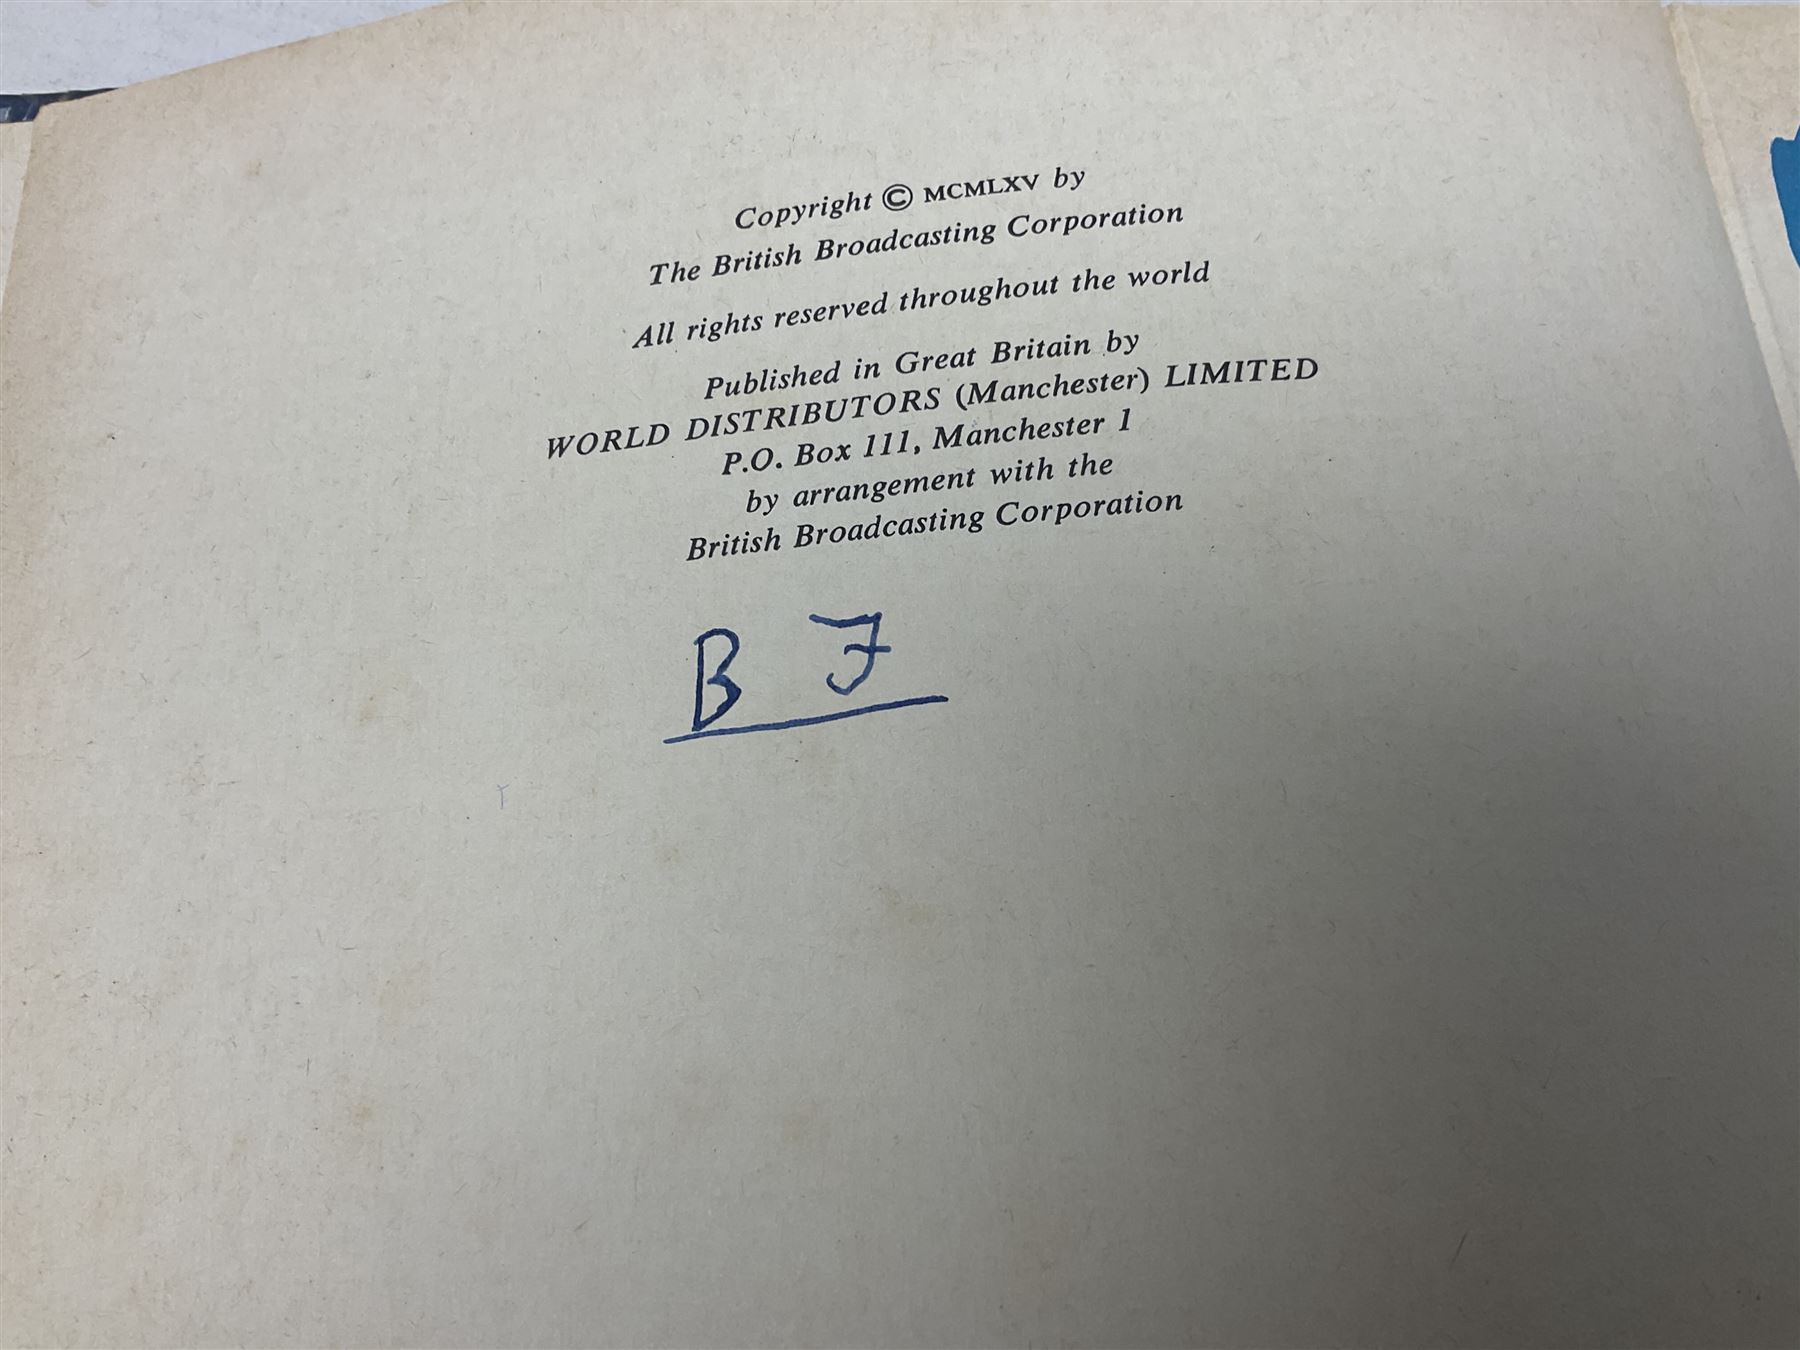 Copyright © MCMLXV by
The British Broadcasting Corporation
All rights reserved throughout the world
Published in Great Britain by
WORLD DISTRIBUTORS (Manchester) LIMITED
P.O. Box 111, Manchester 1
by arrangement with the
British Broadcasting Corporation
B F